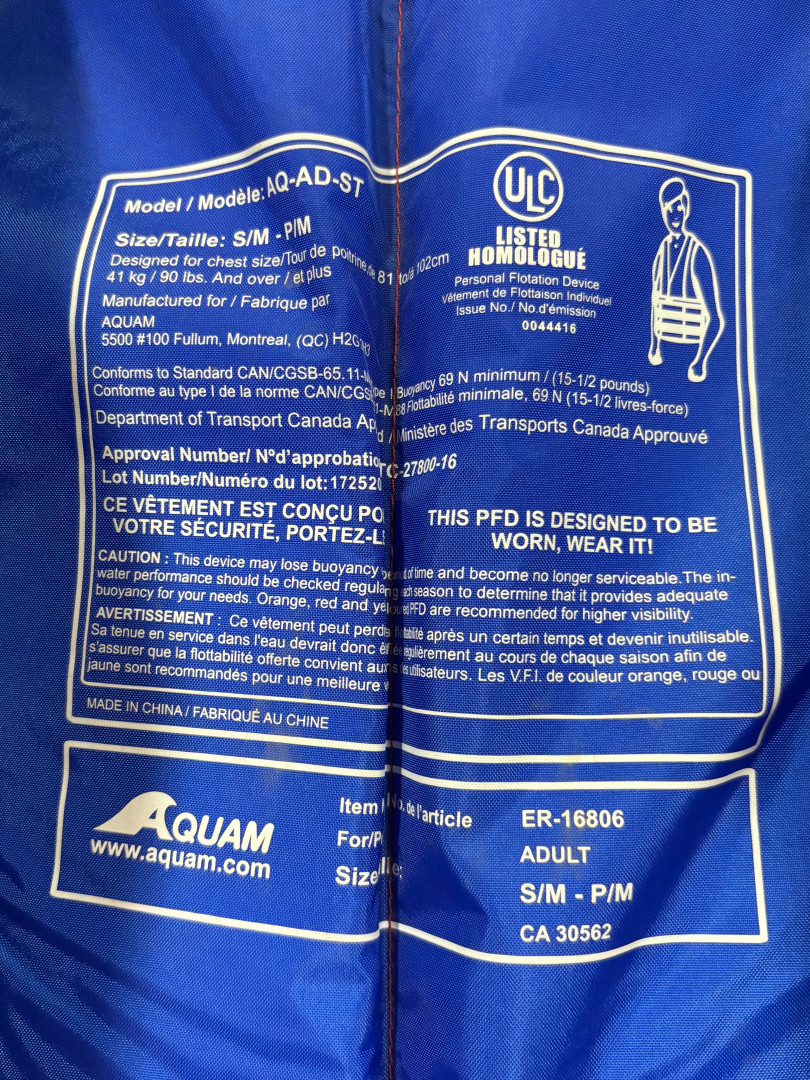 Model / Modèle: AQ-AD-ST
Size/Taille: S/M - P/M
Designed for chest size/Tour de poitrine de 81 to/à 102cm
41 kg / 90 lbs. And over / et plus
Manufactured for / Fabrique par
AQUAM
5500 #100 Fullum, Montreal, (QC)
ULC
LISTED
HOMOLOGUÉ
Personal Flotation Device
Vêtement de Flottaison Individuel
Issue No./ No.d'émission
0044416
Conforms to Standard CAN/CGSB-65.11- Buoyancy 69 N minimum / (15-1/2 pounds)
Conforme au type I de la norme Flottabilité minimale, 69 N (15-1/2 livres-force)
Department of Transport Canada / Ministère des Transports Canada Approuvé
Approval Number/ N°d'approbation TC-27800-16
Lot Number/Numéro du lot: 172520
CE VÊTEMENT EST CONÇU
VOTRE SÉCURITÉ,
THIS PFD IS DESIGNED TO BE
WORN, WEAR IT!
CAUTION : This device may lose buoyancy of time and become no longer serviceable.The in-
water performance should be checked each season to determine that it provides adequate
buoyancy for your needs. Orange, red and PFD are recommended for higher visibility.
AVERTISSEMENT : Ce vêtement peut après un certain temps et devenir inutilisable.
Sa tenue en service dans l'eau devrait donc régulièrement au cours de chaque saison afin de
s'assurer que la flottabilité offerte convient utilisateurs. Les V.F.I. de couleur orange, rouge ou
jaune sont recommandés pour une meilleure
MADE IN CHINA / FABRIQUÉ AU CHINE
AQUAM
www.aquam.com
Item No. de l'article ER-16806
ADULT
S/M - P/M
CA 30562